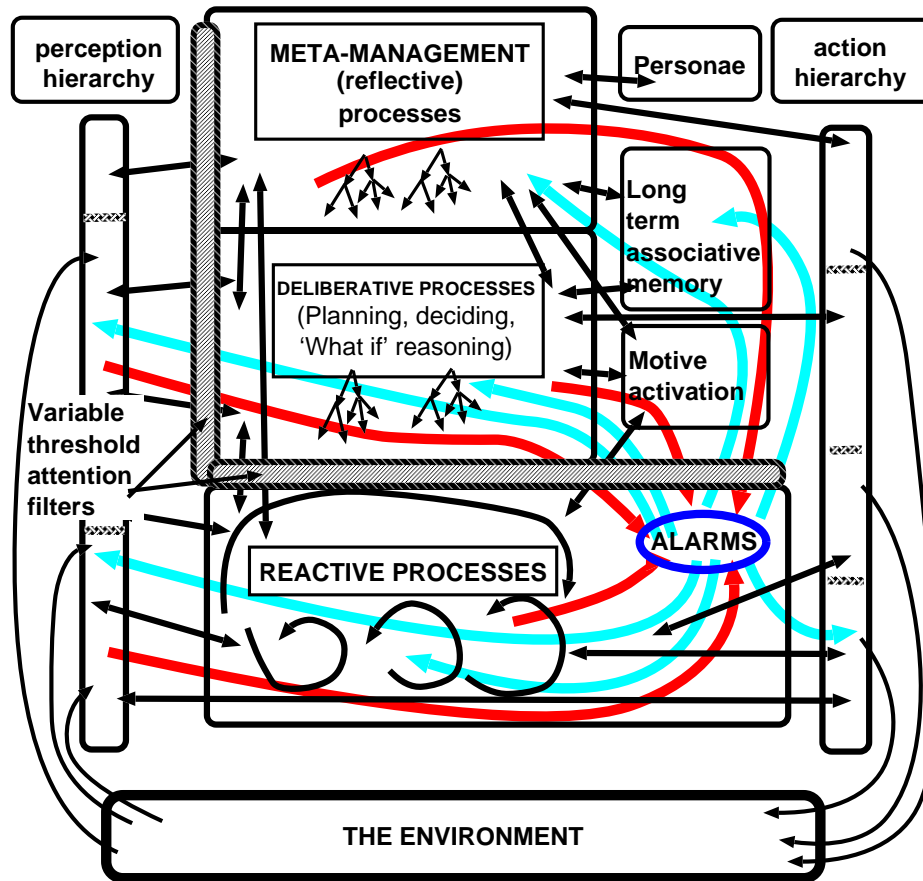 perception
hierarchy
META-MANAGEMENT
(reflective)
processes
Personae
action
hierarchy
Long
term
associative
memory
DELIBERATIVE PROCESSES
(Planning, deciding,
‘What if’ reasoning)
Motive
activation
Variable
threshold
attention
filters
ALARMS
REACTIVE PROCESSES
THE ENVIRONMENT